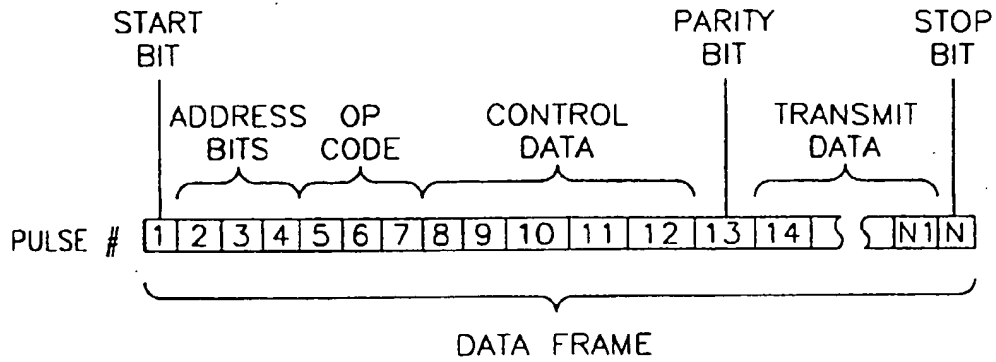 START BIT
PARITY BIT
STOP BIT
ADDRESS BITS
OP CODE
CONTROL DATA
TRANSMIT DATA
PULSE # 1 2 3 4 5 6 7 8 9 10 11 12 13 14 N1 N
DATA FRAME